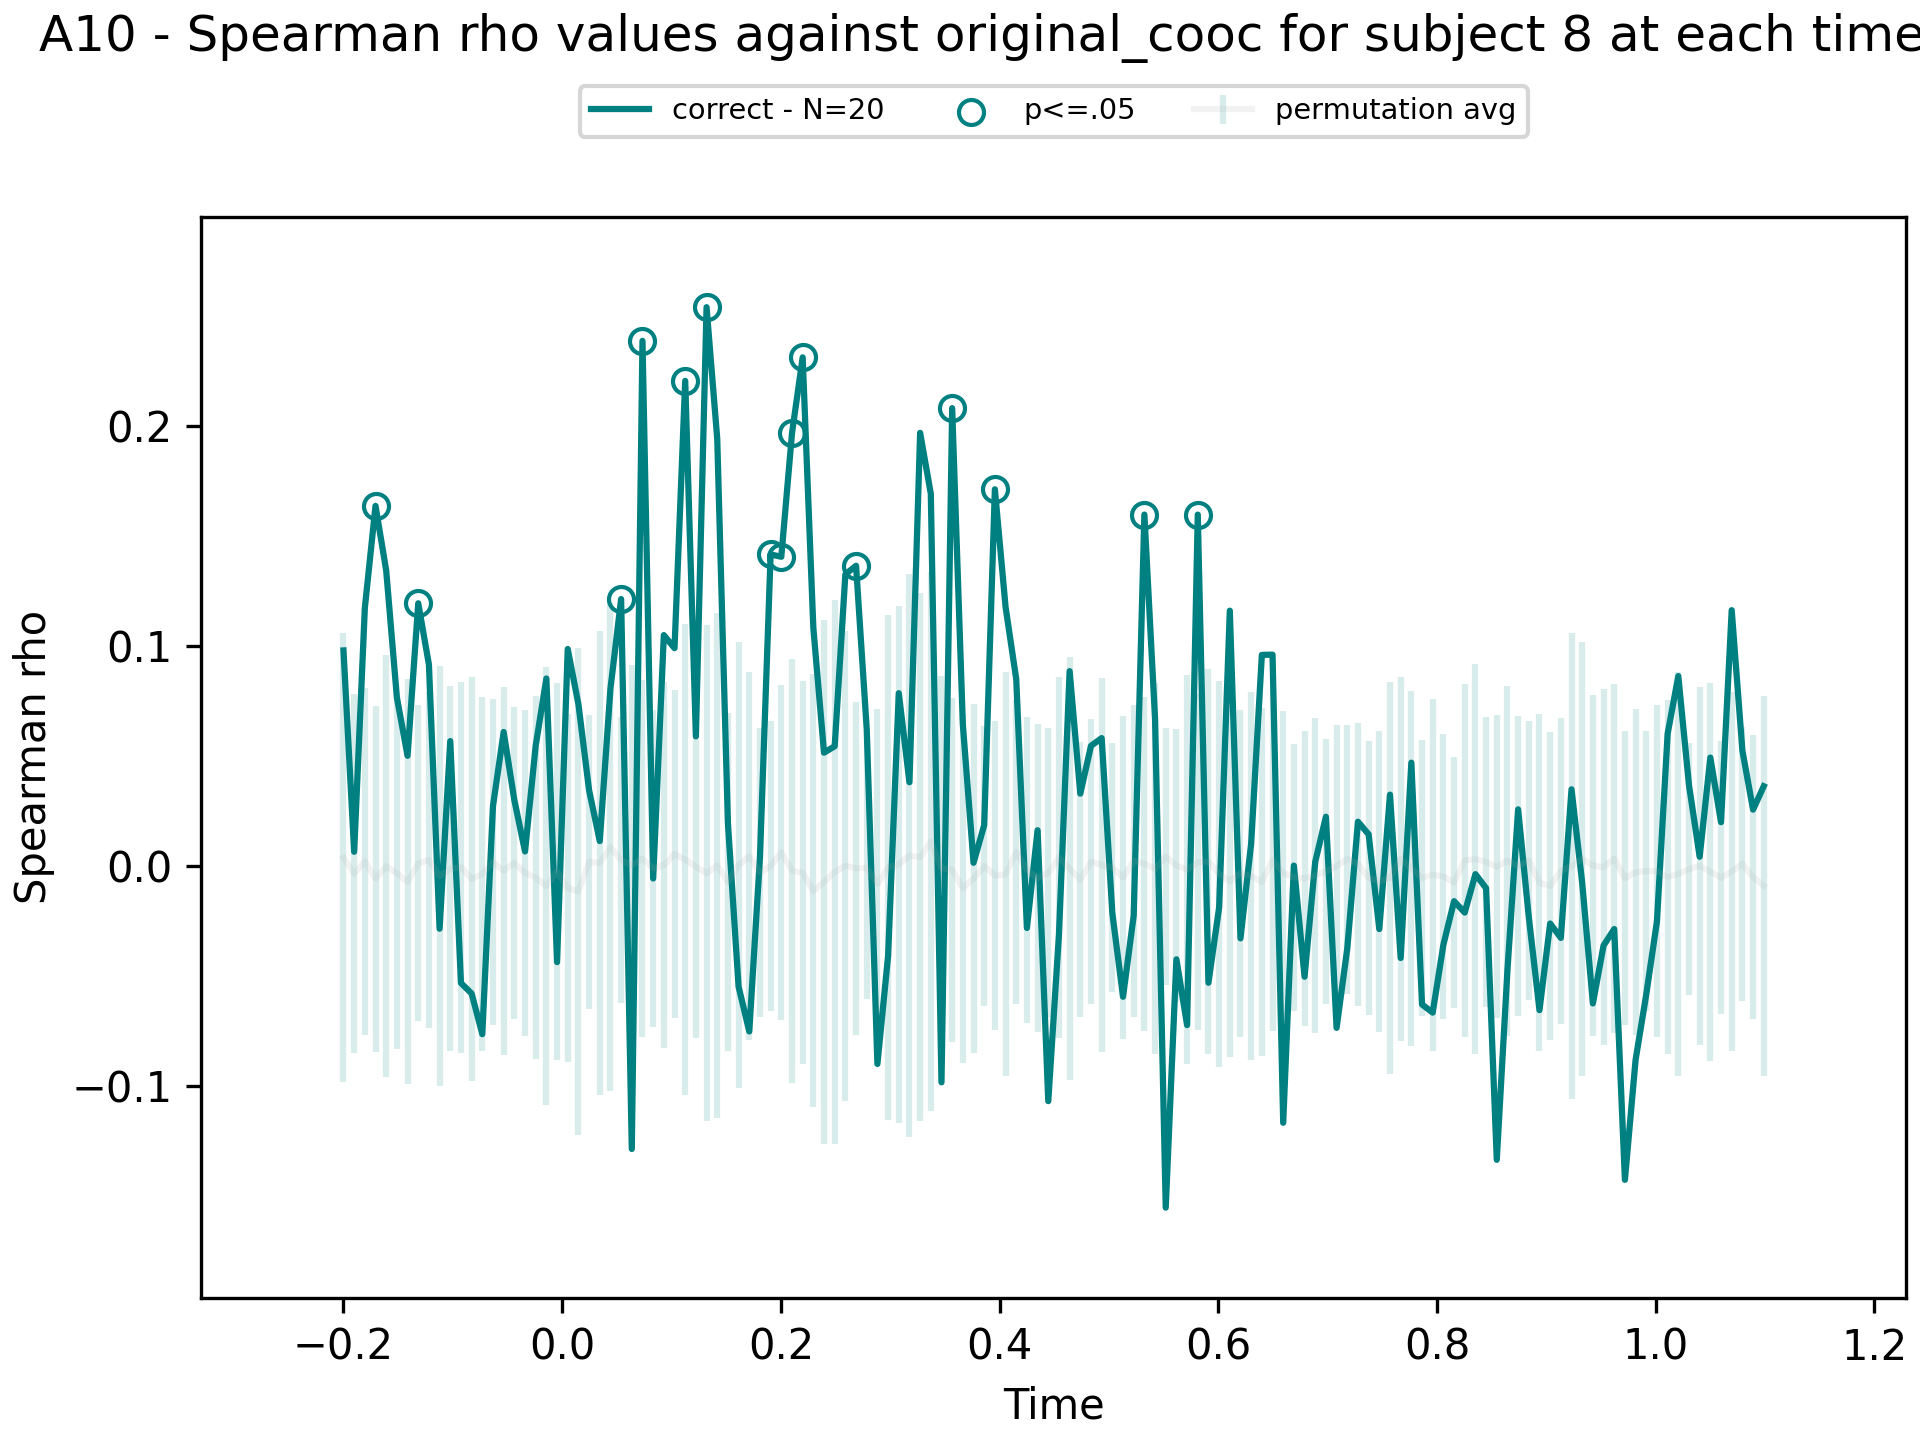 A10 - Spearman rho values against original_cooc for subject 8 at each time
correct - N=20 p<=.05 permutation avg
Spearman rho
0.2
0.1
0.0
−0.1
−0.2 0.0 0.2 0.4 0.6 0.8 1.0 1.2
Time